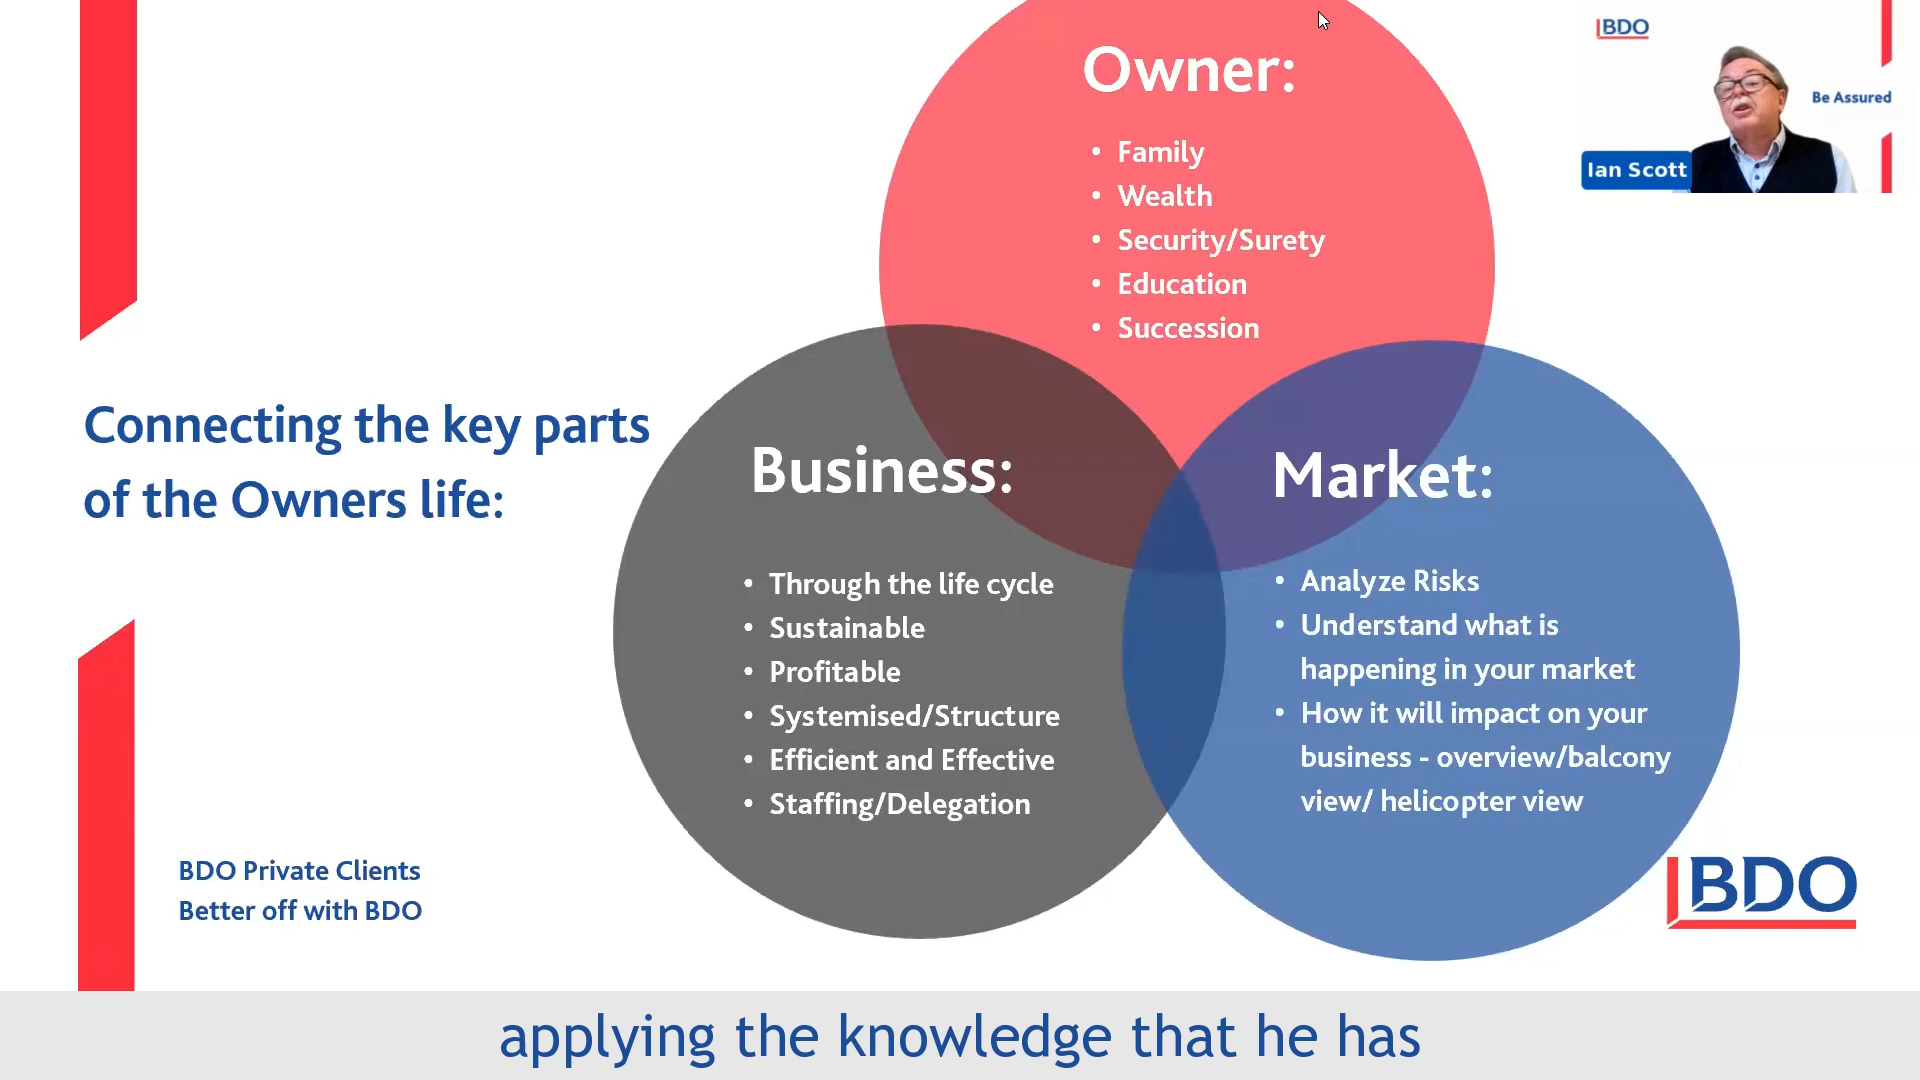 Owner:
• Family
• Wealth
• Security/Surety
• Education
• Succession
BDO
Be Assured
Ian Scott
Connecting the key parts
of the Owners life:
Business:
• Through the life cycle
• Sustainable
• Profitable
• Systemised/Structure
• Efficient and Effective
• Staffing/Delegation
Market:
• Analyze Risks
• Understand what is
happening in your market
• How it will impact on your
business - overview/balcony
view/ helicopter view
BDO Private Clients
Better off with BDO
BDO
applying the knowledge that he has